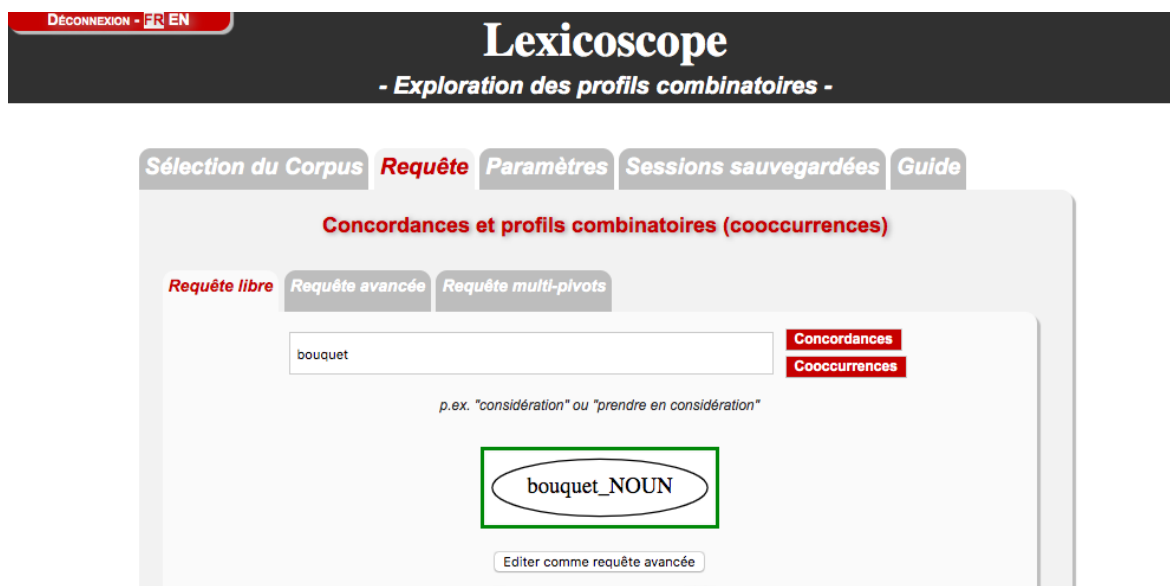 DÉCONNEXION - FR EN
Lexicoscope
- Exploration des profils combinatoires -
Sélection du Corpus Requête Paramètres Sessions sauvegardées Guide
Concordances et profils combinatoires (cooccurrences)
Requête libre Requête avancée Requête multi-pivots
bouquet
Concordances
Cooccurrences
p.ex. "considération" ou "prendre en considération"
bouquet_NOUN
Editer comme requête avancée